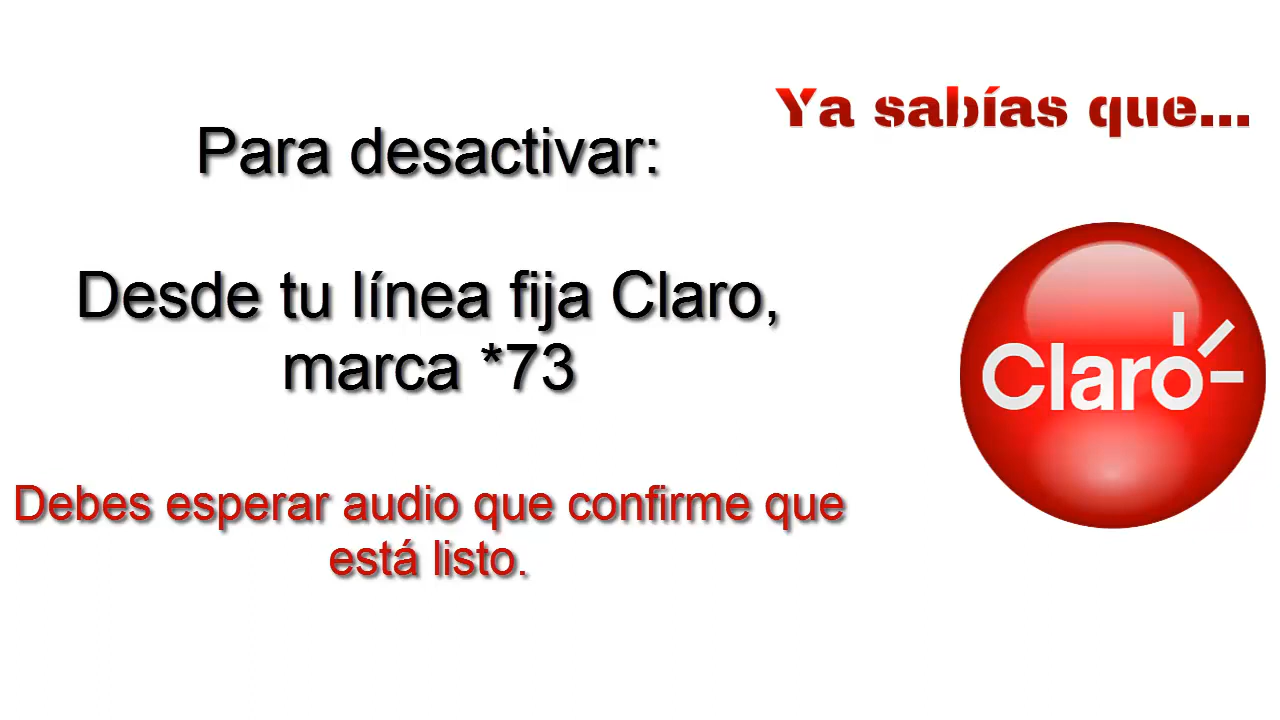 Ya sabías que...
Para desactivar:
Desde tu línea fija Claro,
marca *73
Debes esperar audio que confirme que
está listo.
Claro